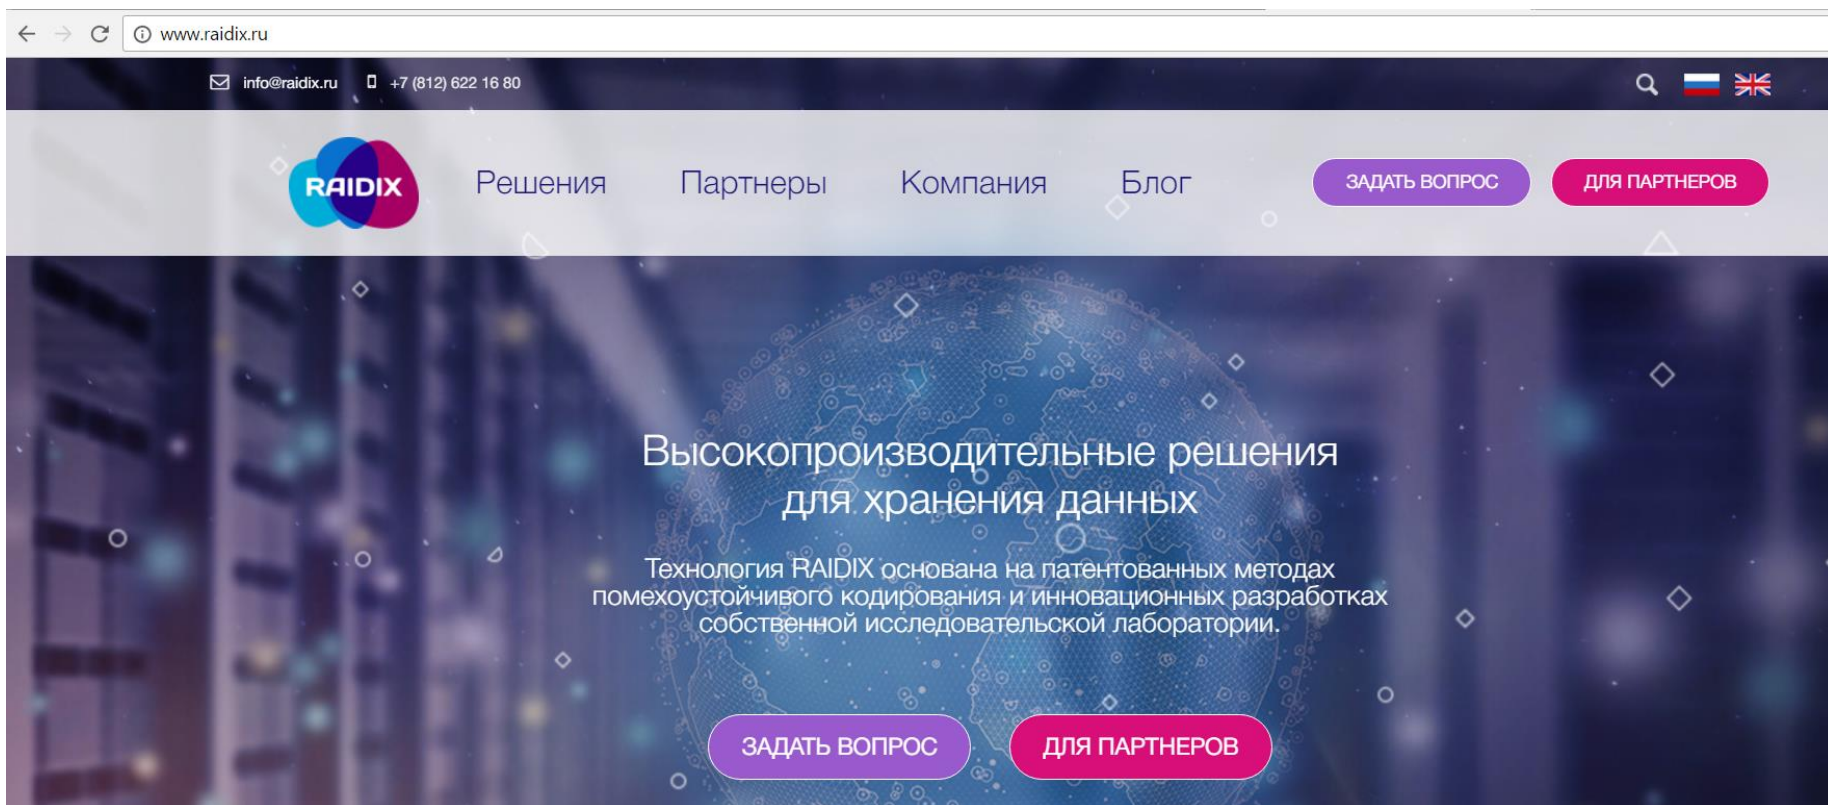 www.raidix.ru
info@raidix.ru +7 (812) 622 16 80
RAIDIX Решения Партнеры Компания Блог ЗАДАТЬ ВОПРОС ДЛЯ ПАРТНЕРОВ
Высокопроизводительные решения
для хранения данных
Технология RAIDIX основана на патентованных методах
помехоустойчивого кодирования и инновационных разработках
собственной исследовательской лаборатории.
ЗАДАТЬ ВОПРОС ДЛЯ ПАРТНЕРОВ